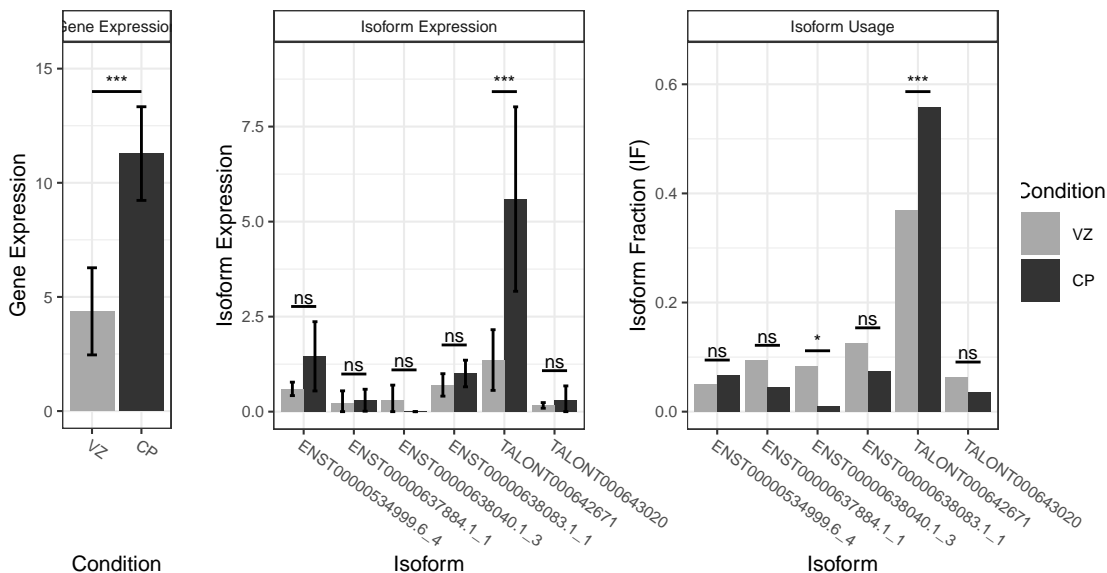 Gene Expression
Isoform Expression
Isoform Usage
Gene Expression
15
10
5
0
***
VZ
CP
Condition
Isoform Expression
7.5
5.0
2.5
0.0
ns
ns
ns
ns
***
ns
ENST00000534999.6_4
ENST00000637884.1_1
ENST00000638040.1_3
ENST00000638083.1_1
TALONT000642671
TALONT000643020
Isoform
Isoform Fraction (IF)
0.6
0.4
0.2
0.0
ns
ns
*
ns
***
ns
ENST00000534999.6_4
ENST00000637884.1_1
ENST00000638040.1_3
ENST00000638083.1_1
TALONT000642671
TALONT000643020
Isoform
Condition
VZ
CP